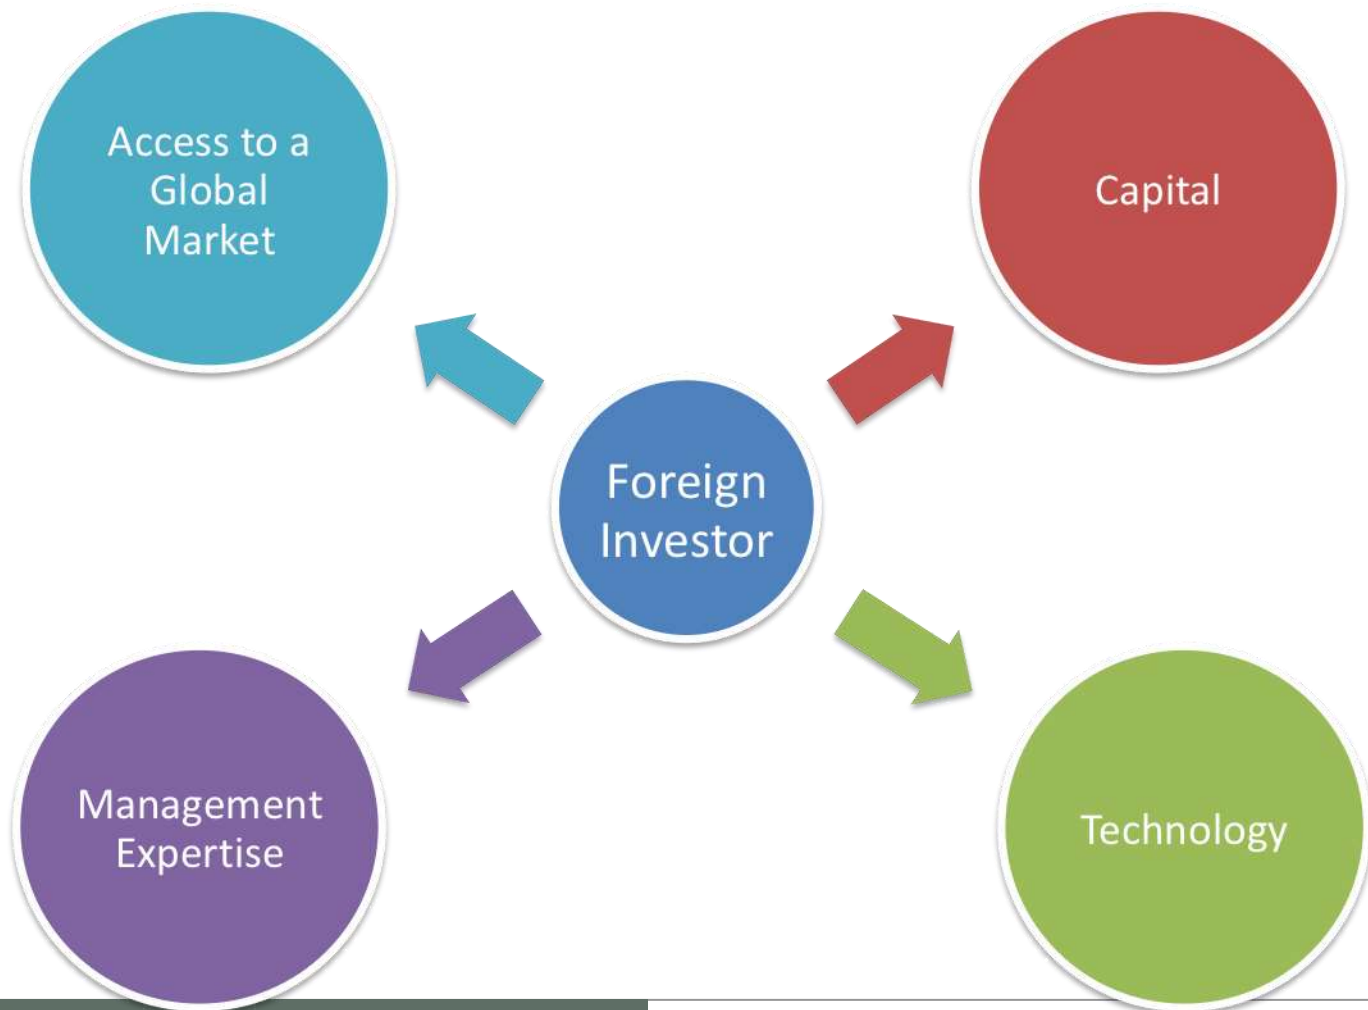 Access to a
Global
Market
Capital
Foreign
Investor
Management
Expertise
Technology